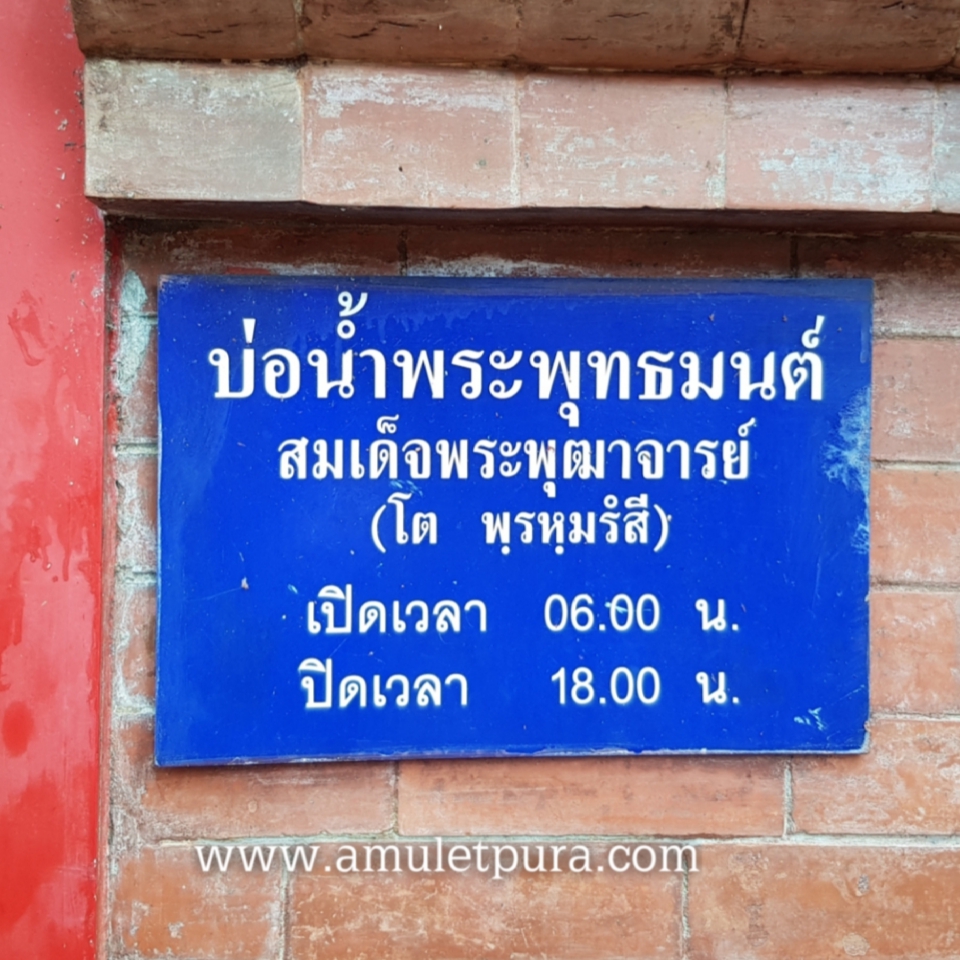 บ่อน้ำพระพุทธมนต์
สมเด็จพระพุฒาจารย์
(โต พฺรหฺมรํสี)
เปิดเวลา 06.00 น.
ปิดเวลา 18.00 น.
www.amuletpura.com